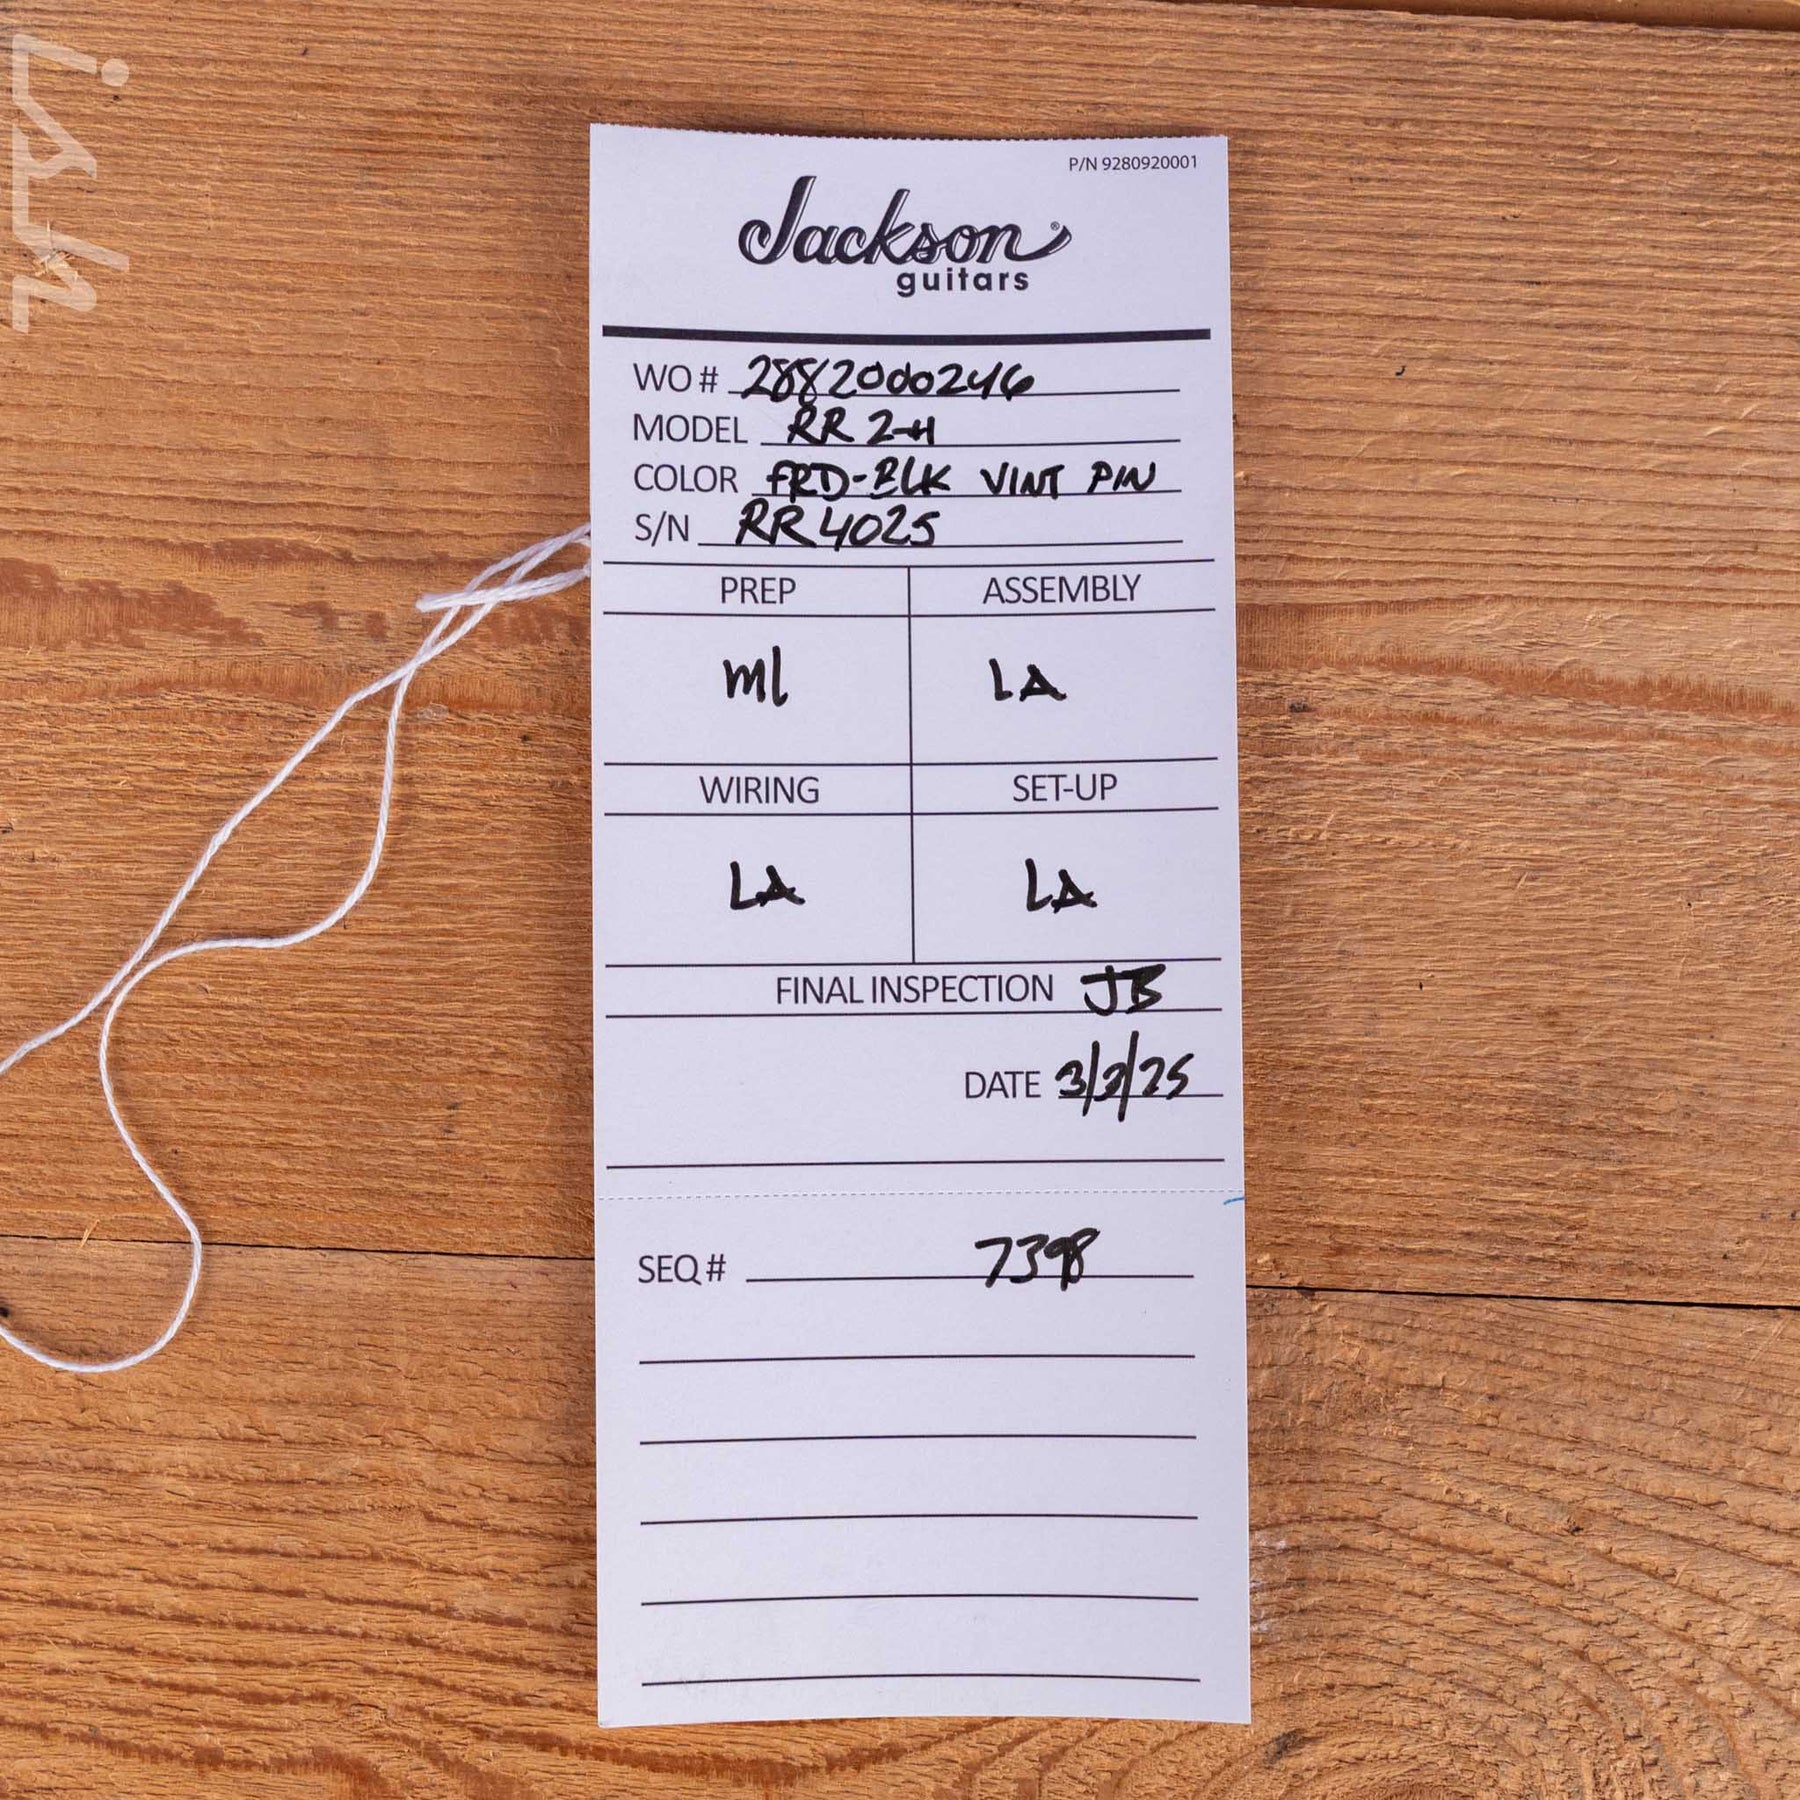 ish
P/N 9280920001
Jackson®
guitars
WO# 2882000246
MODEL RR 2-H
COLOR FRD-BLK VINT PIN
S/N RR4025
PREP ASSEMBLY
ml LA
WIRING SET-UP
LA LA
FINAL INSPECTION JB
DATE 3/3/25
SEQ# 7398